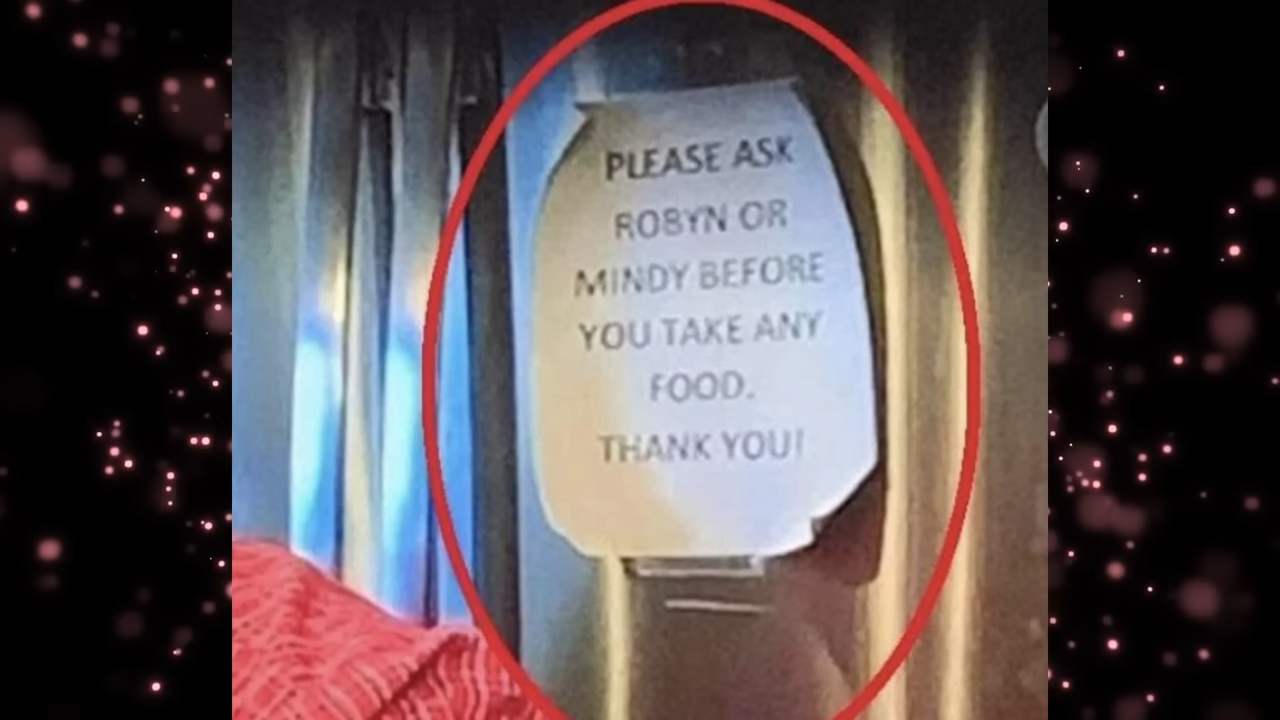 PLEASE ASK
ROBYN OR
MINDY BEFORE
YOU TAKE ANY
FOOD.
THANK YOU!